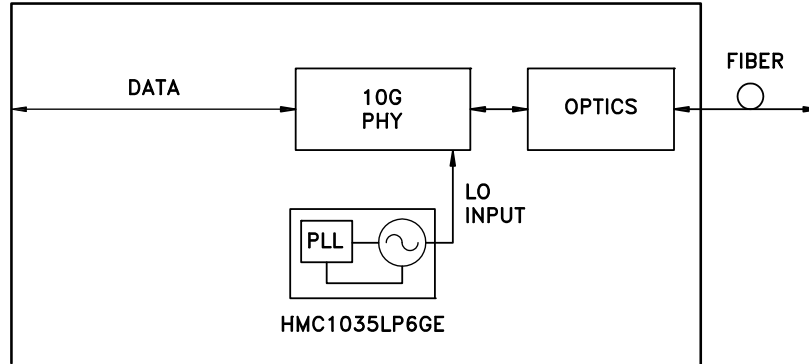 DATA
10G
PHY
OPTICS
FIBER
LO
INPUT
PLL
HMC1035LP6GE